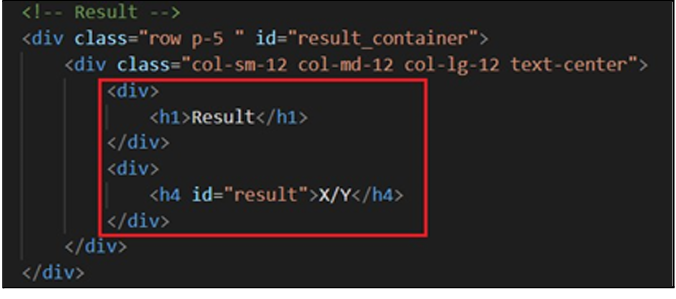 <!-- Result -->
<div class="row p-5 " id="result_container">
<div class="col-sm-12 col-md-12 col-lg-12 text-center">
<div>
<h1>Result</h1>
</div>
<div>
<h4 id="result">X/Y</h4>
</div>
</div>
</div>